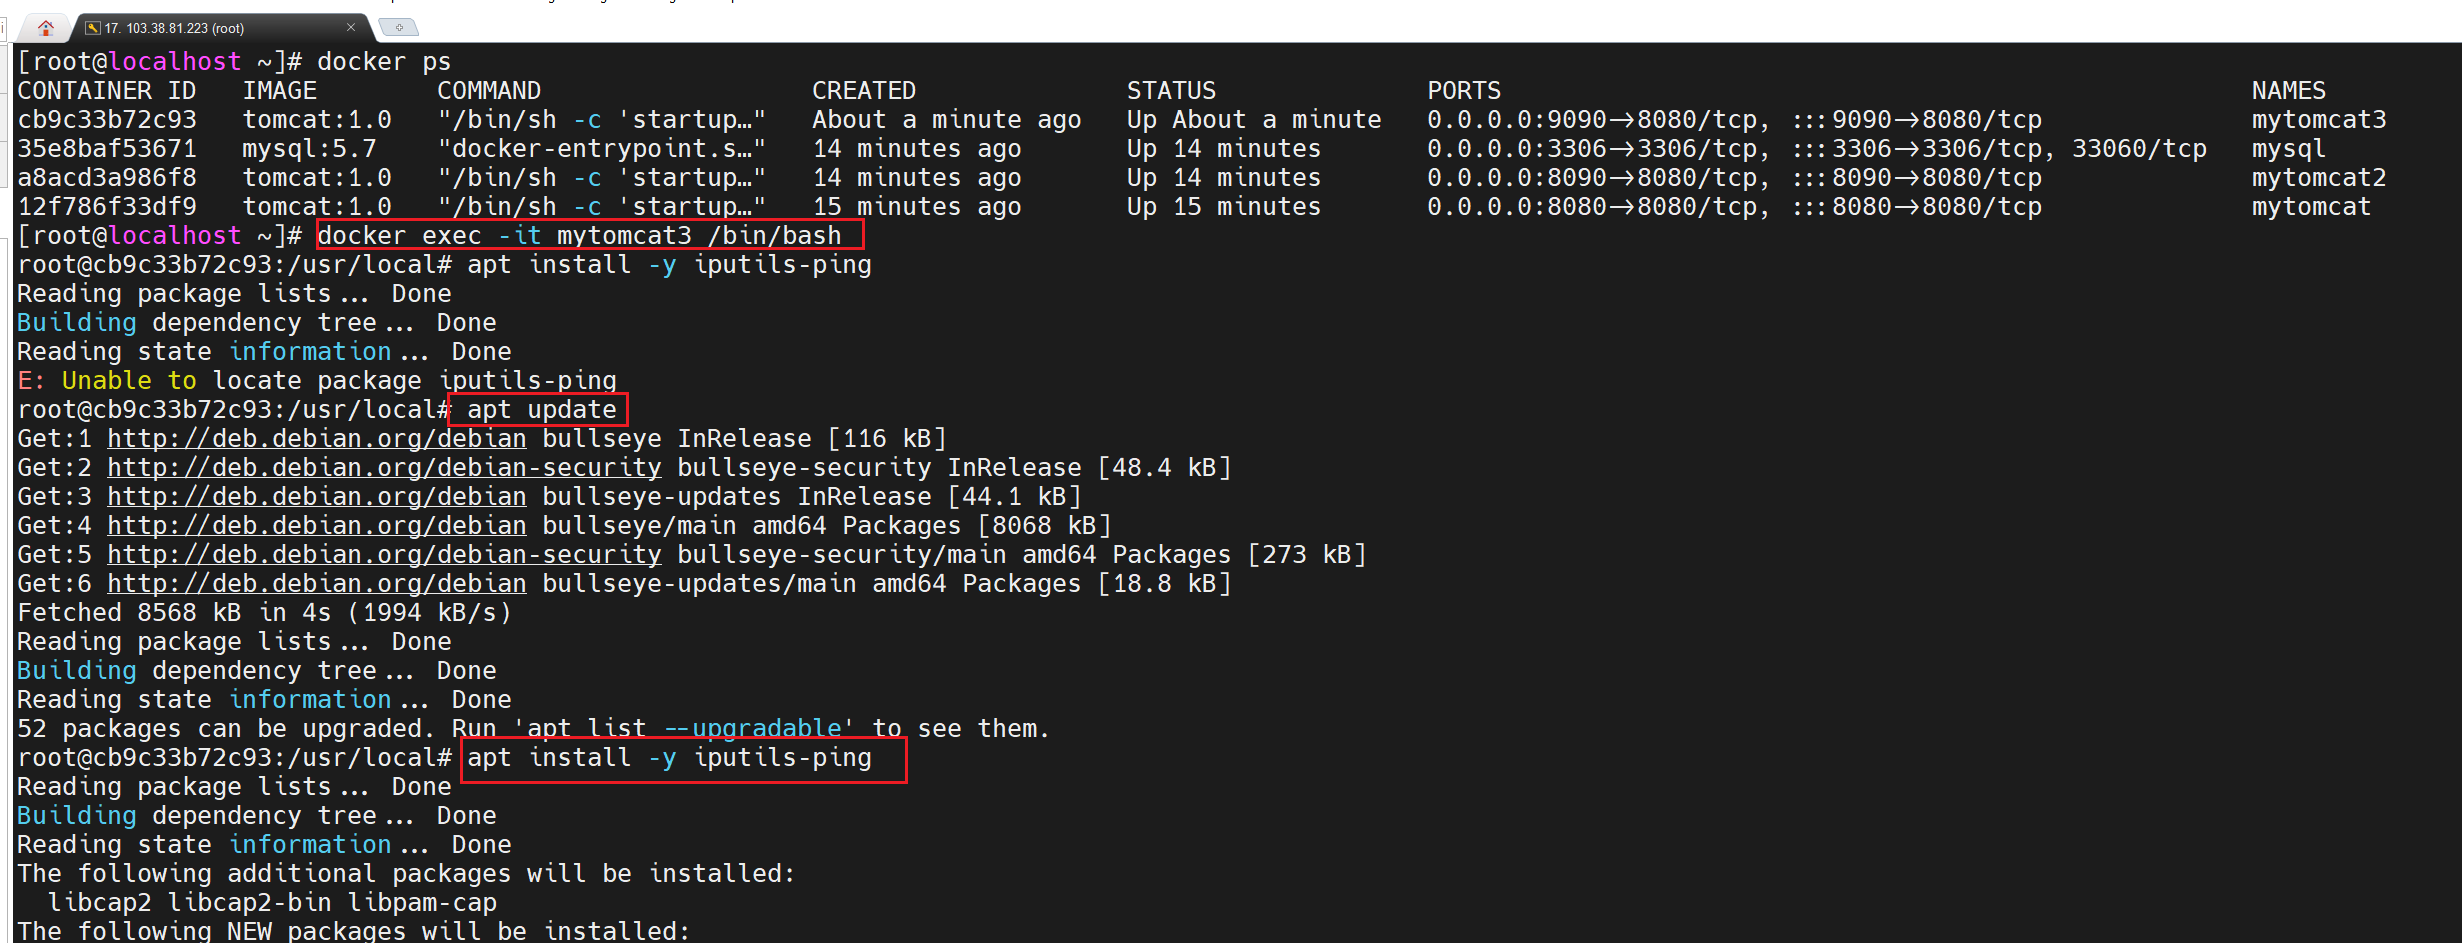 17. 103.38.81.223 (root)
[root@localhost ~]# docker ps
CONTAINER ID   IMAGE        COMMAND                  CREATED              STATUS              PORTS                                                  NAMES
cb9c33b72c93   tomcat:1.0   "/bin/sh -c 'startup…"   About a minute ago   Up About a minute   0.0.0.0:9090->8080/tcp, :::9090->8080/tcp              mytomcat3
35e8baf53671   mysql:5.7    "docker-entrypoint.s…"   14 minutes ago       Up 14 minutes       0.0.0.0:3306->3306/tcp, :::3306->3306/tcp, 33060/tcp   mysql
a8acd3a986f8   tomcat:1.0   "/bin/sh -c 'startup…"   14 minutes ago       Up 14 minutes       0.0.0.0:8090->8080/tcp, :::8090->8080/tcp              mytomcat2
12f786f33df9   tomcat:1.0   "/bin/sh -c 'startup…"   15 minutes ago       Up 15 minutes       0.0.0.0:8080->8080/tcp, :::8080->8080/tcp              mytomcat
[root@localhost ~]# docker exec -it mytomcat3 /bin/bash
root@cb9c33b72c93:/usr/local# apt install -y iputils-ping
Reading package lists... Done
Building dependency tree... Done
Reading state information... Done
E: Unable to locate package iputils-ping
root@cb9c33b72c93:/usr/local# apt update
Get:1 http://deb.debian.org/debian bullseye InRelease [116 kB]
Get:2 http://deb.debian.org/debian-security bullseye-security InRelease [48.4 kB]
Get:3 http://deb.debian.org/debian bullseye-updates InRelease [44.1 kB]
Get:4 http://deb.debian.org/debian bullseye/main amd64 Packages [8068 kB]
Get:5 http://deb.debian.org/debian-security bullseye-security/main amd64 Packages [273 kB]
Get:6 http://deb.debian.org/debian bullseye-updates/main amd64 Packages [18.8 kB]
Fetched 8568 kB in 4s (1994 kB/s)
Reading package lists... Done
Building dependency tree... Done
Reading state information... Done
52 packages can be upgraded. Run 'apt list --upgradable' to see them.
root@cb9c33b72c93:/usr/local# apt install -y iputils-ping
Reading package lists... Done
Building dependency tree... Done
Reading state information... Done
The following additional packages will be installed:
  libcap2 libcap2-bin libpam-cap
The following NEW packages will be installed: